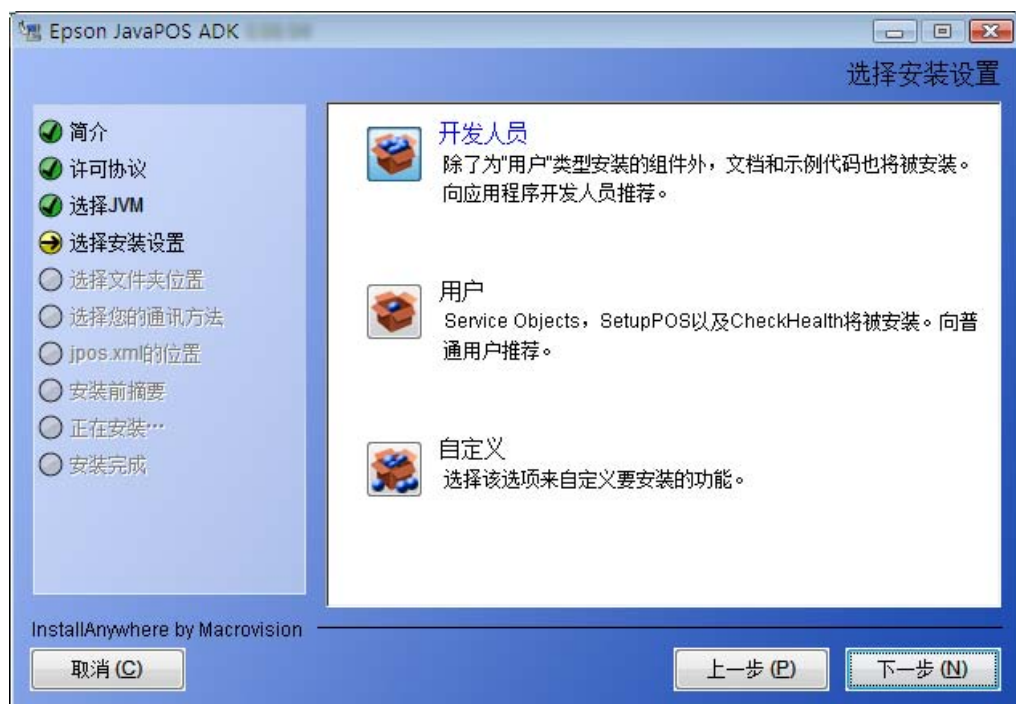 Epson JavaPOS ADK
选择安装设置
简介
许可协议
选择JVM
选择安装设置
选择文件夹位置
选择您的通讯方法
jpos.xml的位置
安装前摘要
正在安装…
安装完成
开发人员
除了为"用户"类型安装的组件外，文档和示例代码也将被安装。
向应用程序开发人员推荐。
用户
Service Objects，SetupPOS以及CheckHealth将被安装。向普
通用户推荐。
自定义
选择该选项来自定义要安装的功能。
InstallAnywhere by Macrovision
取消 (C)
上一步 (P)
下一步 (N)